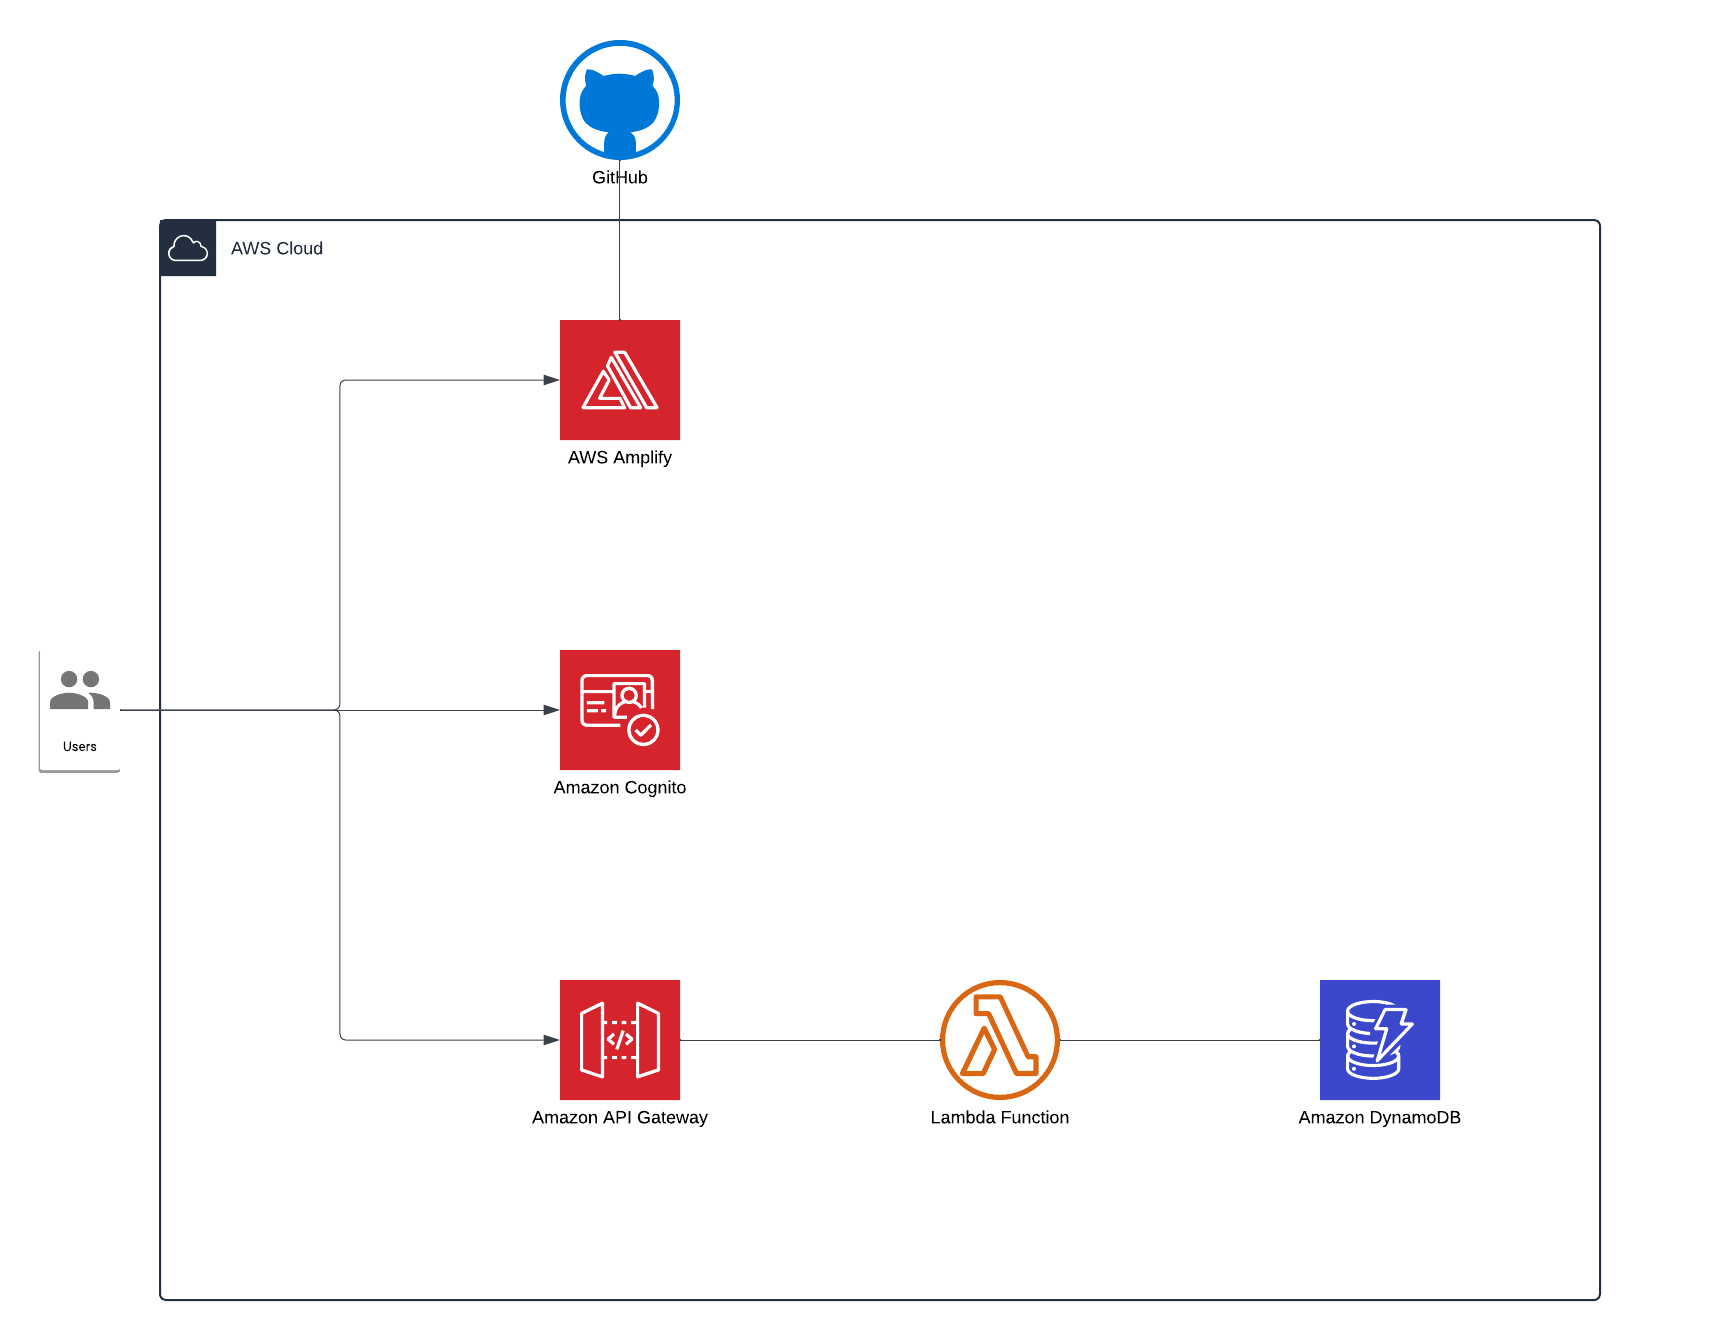 GitHub
AWS Cloud
AWS Amplify
Users
Amazon Cognito
Amazon API Gateway
Lambda Function
Amazon DynamoDB